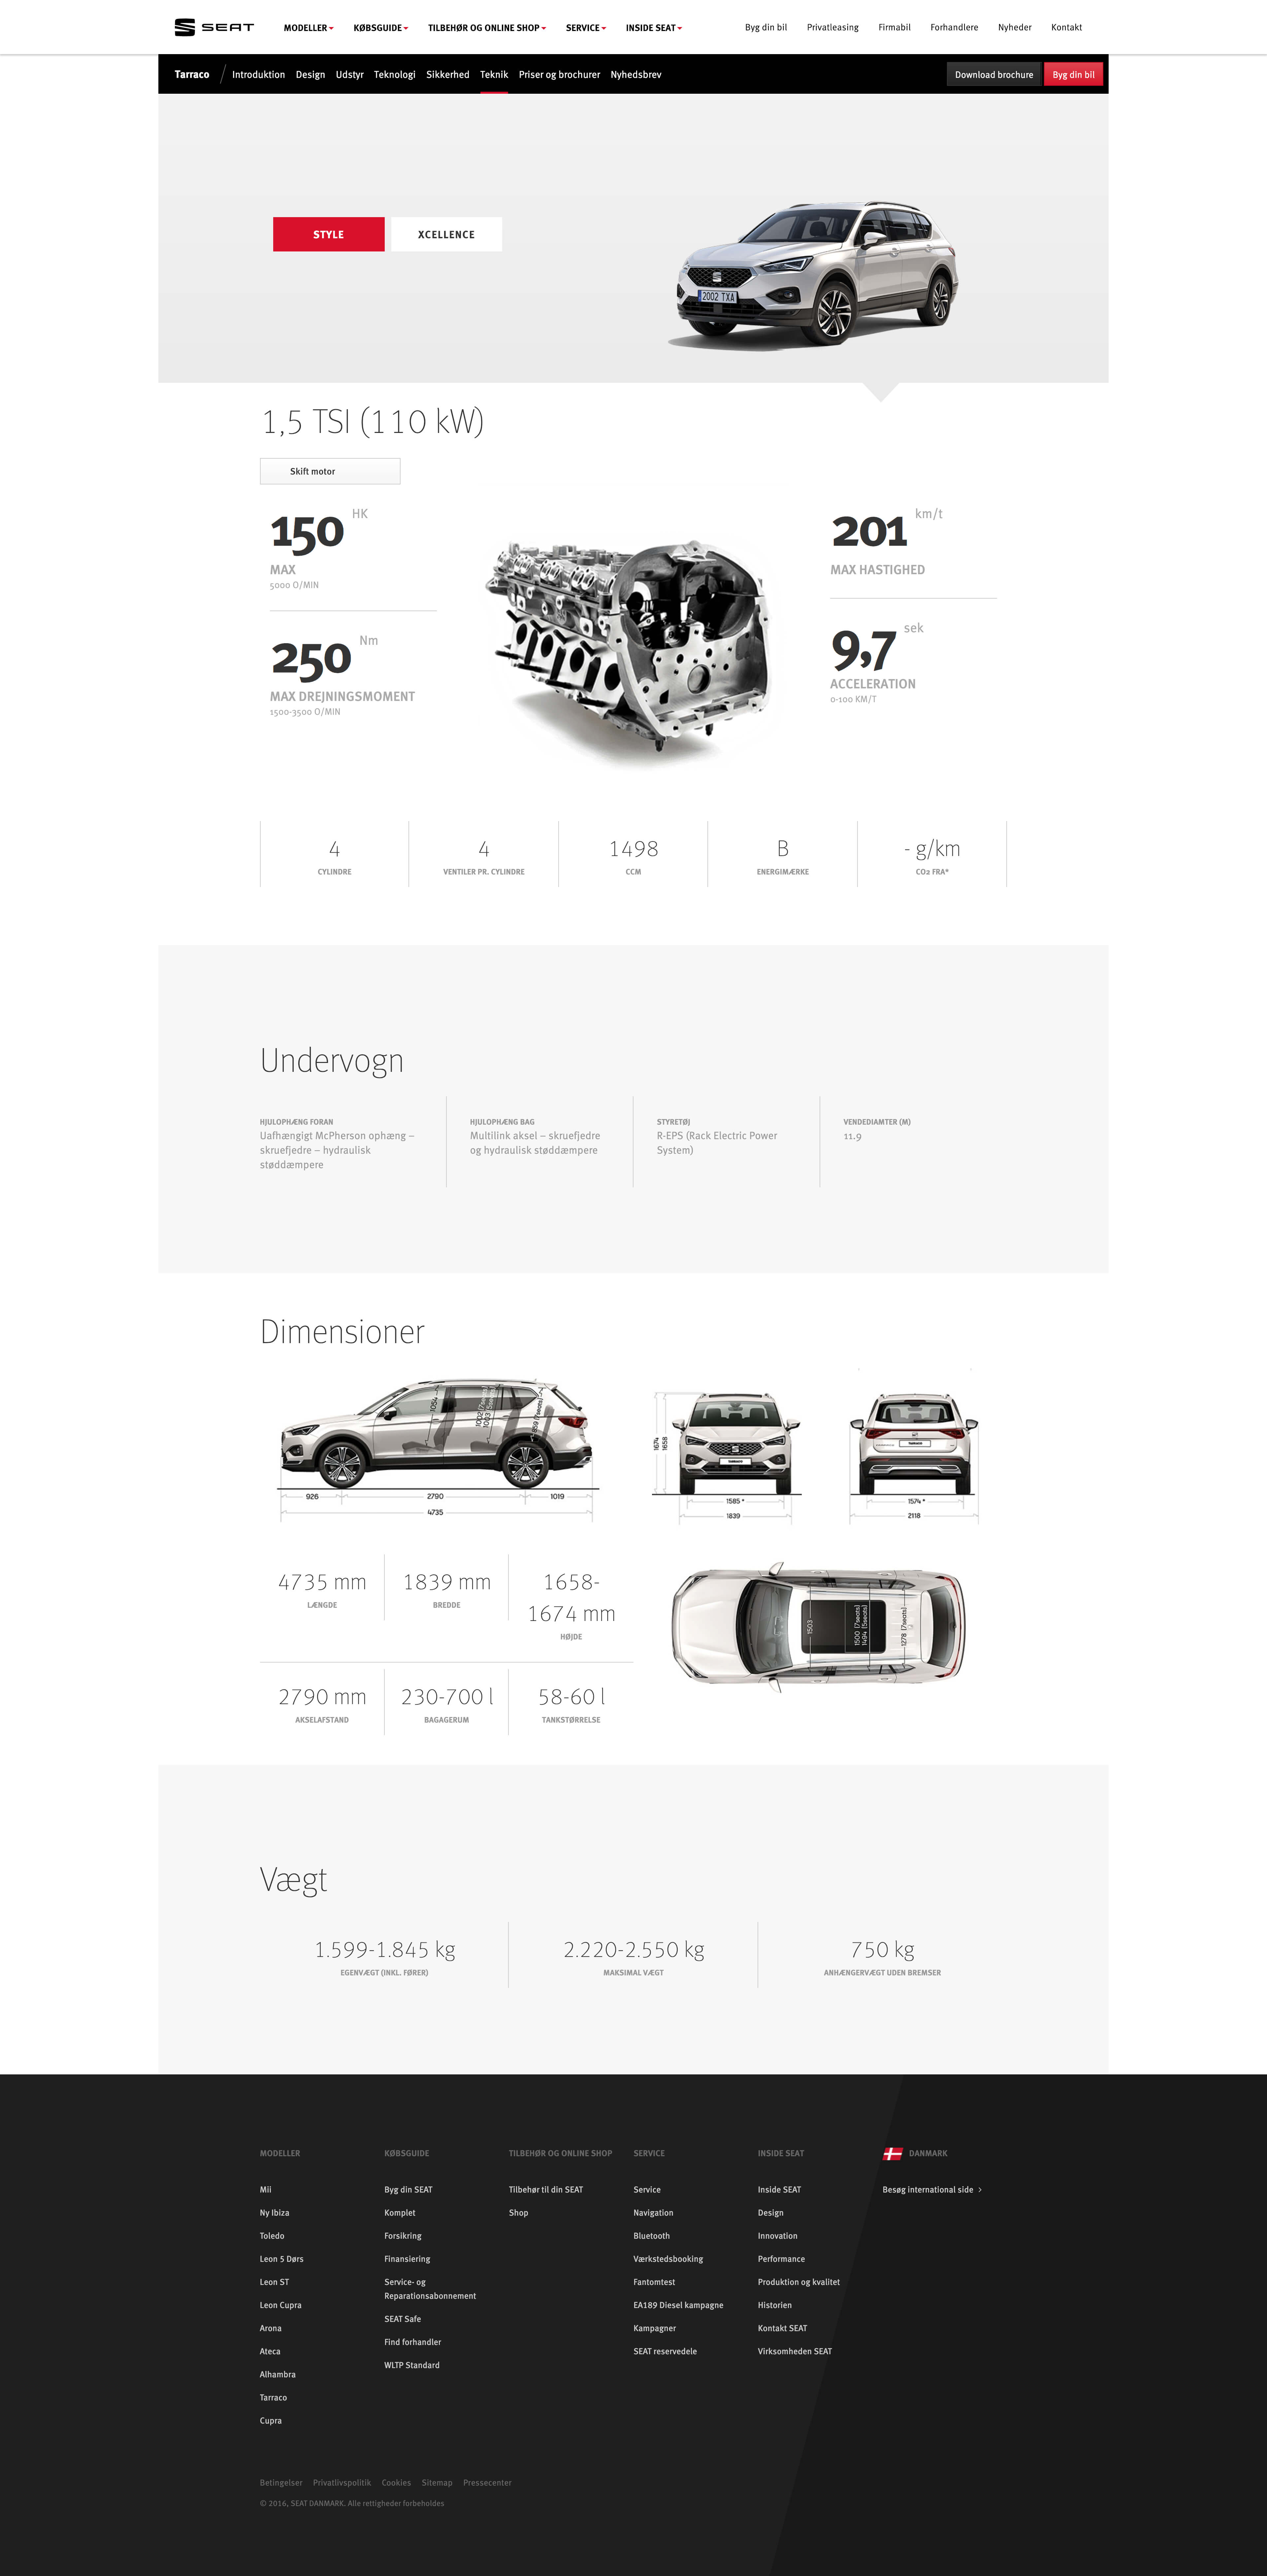 SEAT
MODELLER
KØBSGUIDE
TILBEHØR OG ONLINE SHOP
SERVICE
INSIDE SEAT
Byg din bil
Privatleasing
Firmabil
Forhandlere
Nyheder
Kontakt
Tarraco
Introduktion
Design
Udstyr
Teknologi
Sikkerhed
Teknik
Priser og brochurer
Nyhedsbrev
Download brochure
Byg din bil
STYLE
XCELLENCE
2002 TXA
1,5 TSI (110 kW)
Skift motor
150 HK
MAX
5000 O/MIN
250 Nm
MAX DREJNINGSMOMENT
1500-3500 O/MIN
201 km/t
MAX HASTIGHED
9,7 sek
ACCELERATION
0-100 KM/T
4
CYLINDRE
4
VENTILER PR. CYLINDRE
1498
CCM
B
ENERGIMÆRKE
- g/km
CO2 FRA*
Undervogn
HJULOPHÆNG FORAN
Uafhængigt McPherson ophæng –
skruefjedre – hydraulisk
støddæmpere
HJULOPHÆNG BAG
Multilink aksel – skruefjedre
og hydraulisk støddæmpere
STYRETØJ
R-EPS (Rack Electric Power
System)
VENDEDIAMTER (M)
11.9
Dimensioner
1002 [7seats]
859 [7seats]
926
2790
1019
4735
1674
1658
1585 *
1839
1574 *
2118
4735 mm
LÆNGDE
1839 mm
BREDDE
1658-
1674 mm
HØJDE
1503
1500 [7seats]
1494 [5seats]
1278 [7seats]
2790 mm
AKSELAFSTAND
230-700 l
BAGAGERUM
58-60 l
TANKSTØRRELSE
Vægt
1.599-1.845 kg
EGENVÆGT (INKL. FØRER)
2.220-2.550 kg
MAKSIMAL VÆGT
750 kg
ANHÆNGERVÆGT UDEN BREMSER
MODELLER
Mii
Ny Ibiza
Toledo
Leon 5 Dørs
Leon ST
Leon Cupra
Arona
Ateca
Alhambra
Tarraco
Cupra
KØBSGUIDE
Byg din SEAT
Komplet
Forsikring
Finansiering
Service- og
Reparationsabonnement
SEAT Safe
Find forhandler
WLTP Standard
TILBEHØR OG ONLINE SHOP
Tilbehør til din SEAT
Shop
SERVICE
Service
Navigation
Bluetooth
Værkstedsbooking
Fantomtest
EA189 Diesel kampagne
Kampagner
SEAT reservedele
INSIDE SEAT
Inside SEAT
Design
Innovation
Performance
Produktion og kvalitet
Historien
Kontakt SEAT
Virksomheden SEAT
DANMARK
Besøg international side
Betingelser
Privatlivspolitik
Cookies
Sitemap
Pressecenter
© 2016, SEAT DANMARK. Alle rettigheder forbeholdes